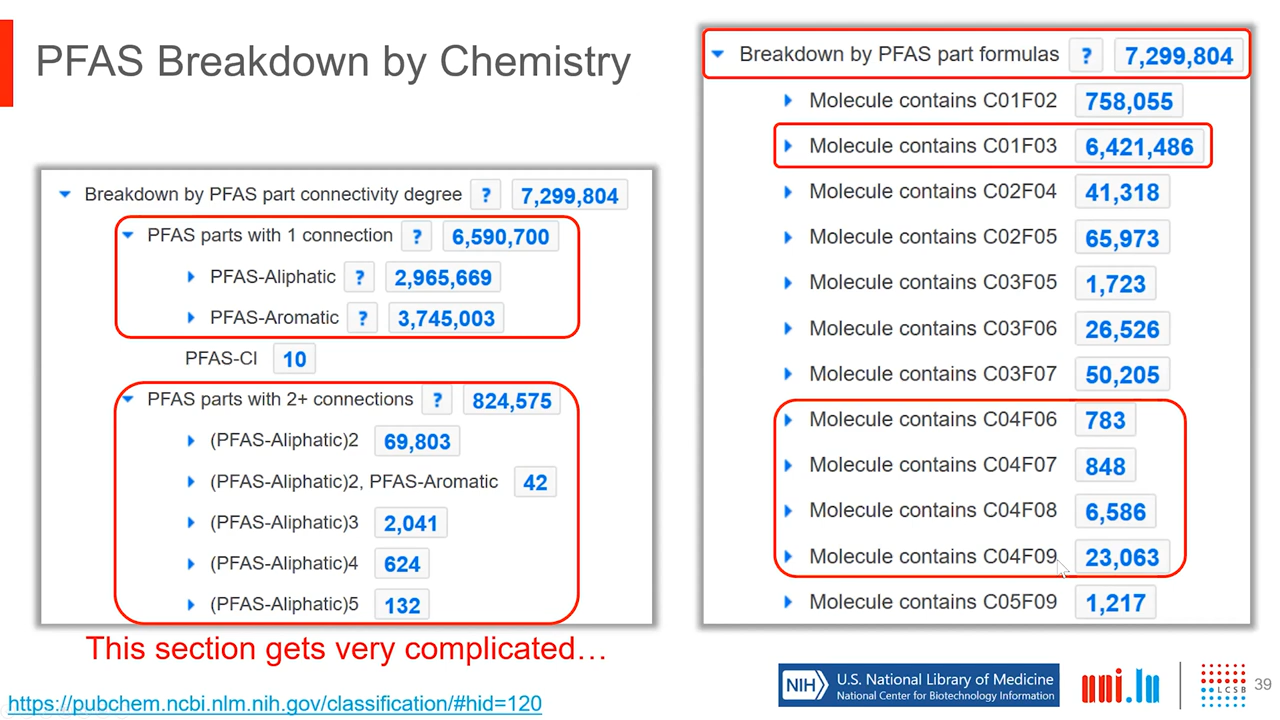 PFAS Breakdown by Chemistry
Breakdown by PFAS part connectivity degree ? 7,299,804
PFAS parts with 1 connection ? 6,590,700
PFAS-Aliphatic ? 2,965,669
PFAS-Aromatic ? 3,745,003
PFAS-CI 10
PFAS parts with 2+ connections ? 824,575
(PFAS-Aliphatic)2 69,803
(PFAS-Aliphatic)2, PFAS-Aromatic 42
(PFAS-Aliphatic)3 2,041
(PFAS-Aliphatic)4 624
(PFAS-Aliphatic)5 132
This section gets very complicated...
https://pubchem.ncbi.nlm.nih.gov/classification/#hid=120
Breakdown by PFAS part formulas ? 7,299,804
Molecule contains C01F02 758,055
Molecule contains C01F03 6,421,486
Molecule contains C02F04 41,318
Molecule contains C02F05 65,973
Molecule contains C03F05 1,723
Molecule contains C03F06 26,526
Molecule contains C03F07 50,205
Molecule contains C04F06 783
Molecule contains C04F07 848
Molecule contains C04F08 6,586
Molecule contains C04F09 23,063
Molecule contains C05F09 1,217
NIH U.S. National Library of Medicine
National Center for Biotechnology Information
uni.lu
LCSB
39